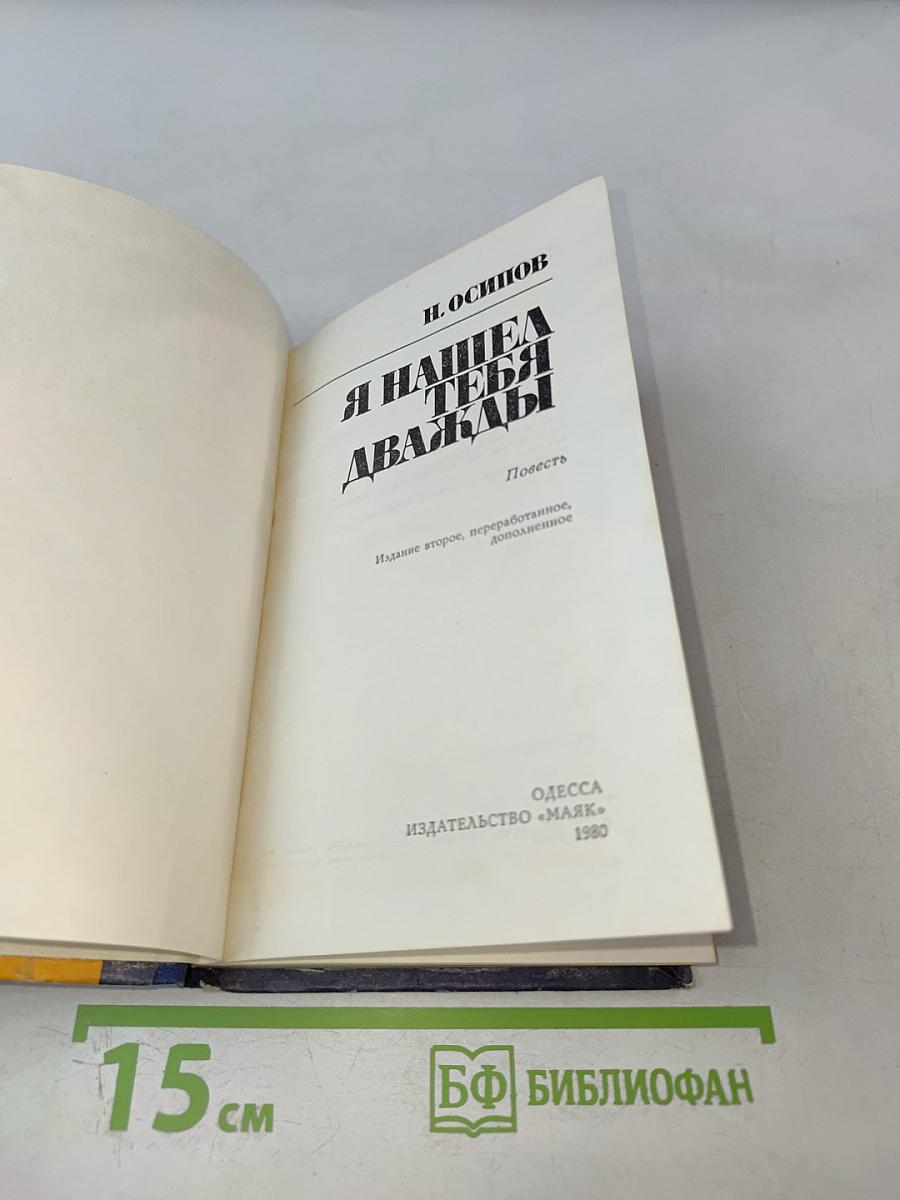 Н. ОСИПОВ
Я НАШЕЛ
ТЕБЯ
ДВАЖДЫ
Повесть
Издание второе, переработанное,
дополненное
ОДЕССА
ИЗДАТЕЛЬСТВО «МАЯК»
1980
15 см
БФ БИБЛИОФАН